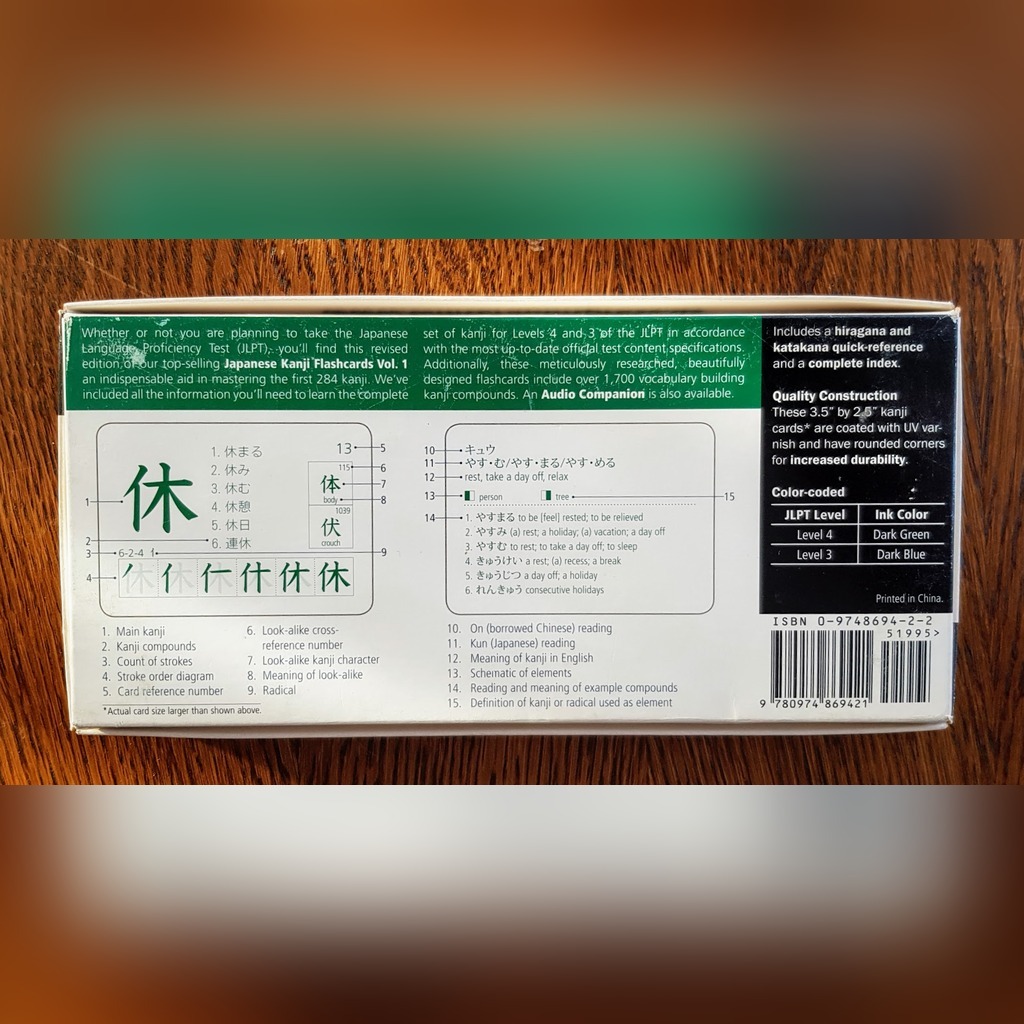 Whether or not you are planning to take the Japanese
Language Proficiency Test (JLPT), you'll find this revised
edition of our top-selling Japanese Kanji Flashcards Vol. 1
an indispensable aid in mastering the first 284 kanji. We've
included all the information you'll need to learn the complete
set of kanji for Levels 4 and 3 of the JLPT in accordance
with the most up-to-date official test content specifications.
Additionally, these meticulously researched, beautifully
designed flashcards include over 1,700 vocabulary building
kanji compounds. An Audio Companion is also available.
Includes a hiragana and
katakana quick-reference
and a complete index.
Quality Construction
These 3.5" by 2.5" kanji
cards* are coated with UV var-
nish and have rounded corners
for increased durability.
Color-coded
JLPT Level Ink Color
Level 4 Dark Green
Level 3 Dark Blue
Printed in China.
休
1. 休まる
2. 休み
3. 休む
4. 休憩
5. 休日
6. 連休
13
115
体
body
1039
伏
crouch
6-2-4 亻
休 休 休 休 休 休
1
2
3
4
5
6
7
8
9
10 キュウ
11 やす・む/やす・まる/やす・める
12 rest, take a day off, relax
13 person tree 15
14 1. やすまる to be [feel] rested; to be relieved
2. やすみ (a) rest; a holiday; (a) vacation; a day off
3. やすむ to rest; to take a day off; to sleep
4. きゅうけい a rest; (a) recess; a break
5. きゅうじつ a day off; a holiday
6. れんきゅう consecutive holidays
1. Main kanji
2. Kanji compounds
3. Count of strokes
4. Stroke order diagram
5. Card reference number
6. Look-alike cross-
reference number
7. Look-alike kanji character
8. Meaning of look-alike
9. Radical
*Actual card size larger than shown above.
10. On (borrowed Chinese) reading
11. Kun (Japanese) reading
12. Meaning of kanji in English
13. Schematic of elements
14. Reading and meaning of example compounds
15. Definition of kanji or radical used as element
ISBN 0-9748694-2-2
51995>
9 780974 869421